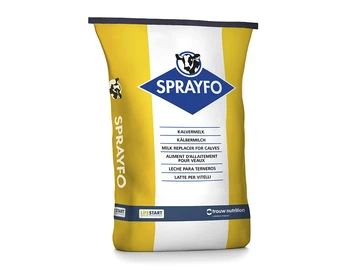 SPRAYFO
SPRAYFO
KALVERMELK
KÄLBERMILCH
MILK REPLACER FOR CALVES
ALIMENT D'ALLAITEMENT
POUR VEAUX
LECHE PARA TERNEROS
LATTE PER VITELLI
LIFESTART
trouw nutrition